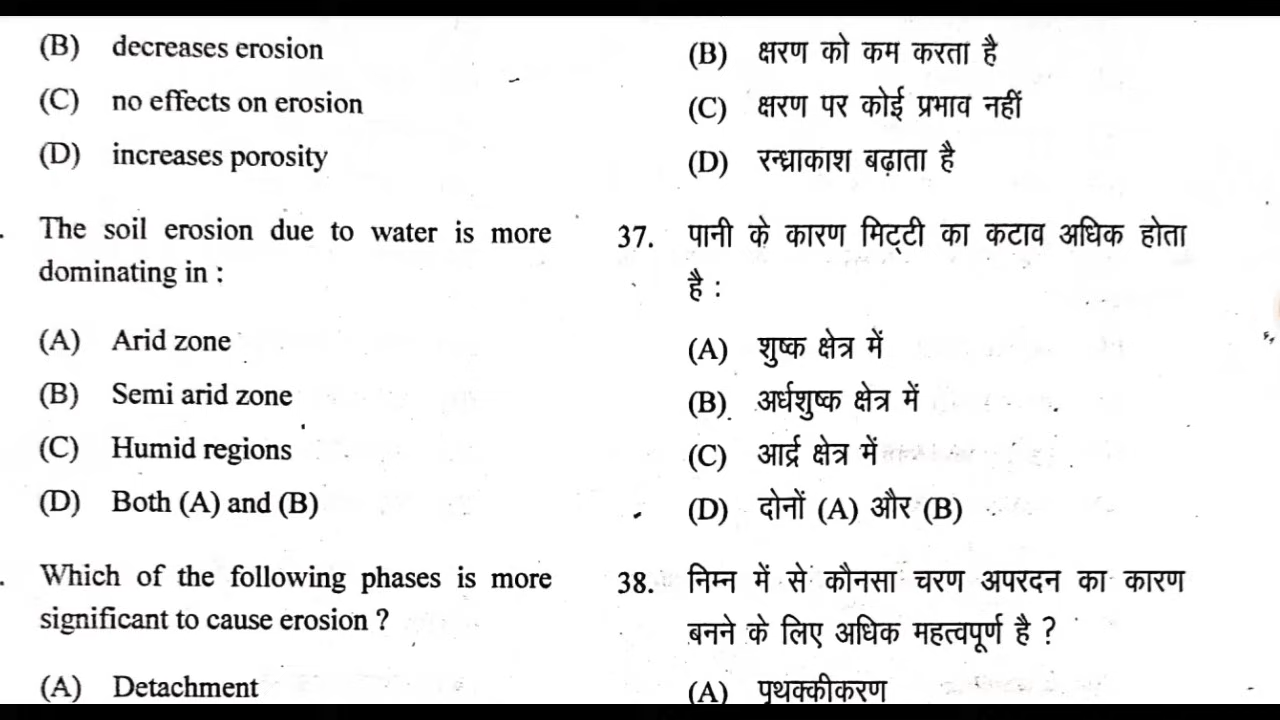 (B) decreases erosion
(C) no effects on erosion
(D) increases porosity
. The soil erosion due to water is more
dominating in :
(A) Arid zone
(B) Semi arid zone
(C) Humid regions
(D) Both (A) and (B)
. Which of the following phases is more
significant to cause erosion ?
(A) Detachment
(B) क्षरण को कम करता है
(C) क्षरण पर कोई प्रभाव नहीं
(D) रन्ध्राकाश बढ़ाता है
37. पानी के कारण मिट्टी का कटाव अधिक होता
है :
(A) शुष्क क्षेत्र में
(B) अर्धशुष्क क्षेत्र में
(C) आर्द्र क्षेत्र में
(D) दोनों (A) और (B)
38. निम्न में से कौनसा चरण अपरदन का कारण
बनने के लिए अधिक महत्वपूर्ण है ?
(A) पृथक्कीकरण